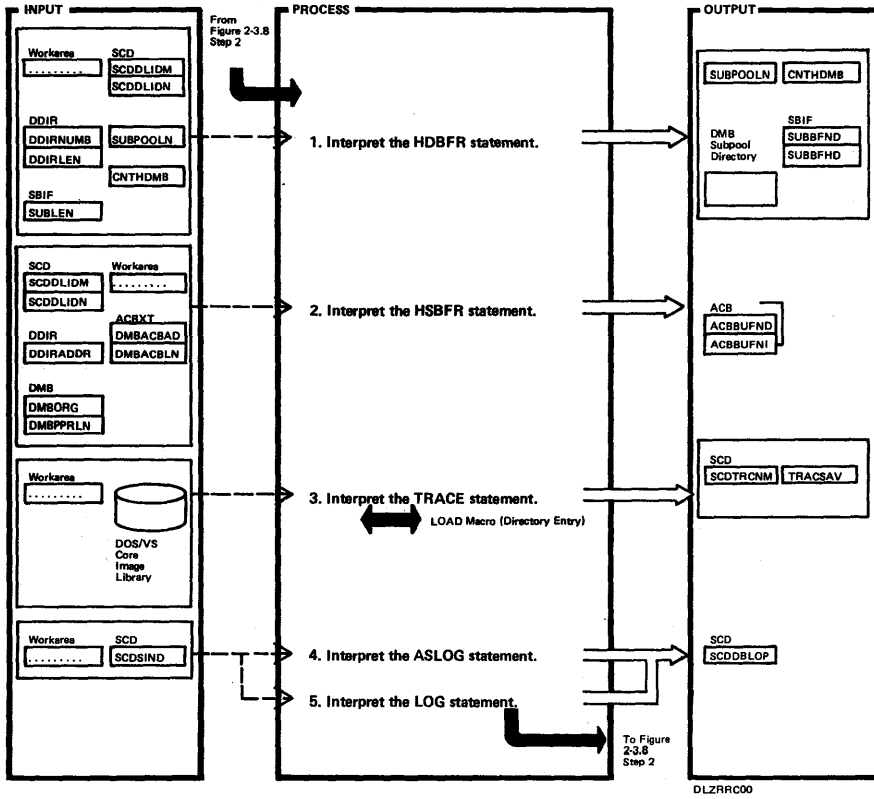 INPUT
PROCESS
OUTPUT
From
Figure 2-3.8
Step 2
Workarea
.........
SCD
SCDDLIDM
SCDDLIDN
DDIR
DDIRNUMB
DDIRLEN
SUBPOOLN
CNTHDMB
SBIF
SUBLEN
1. Interpret the HDBFR statement.
SUBPOOLN
CNTHDMB
DMB
Subpool
Directory
SBIF
SUBBFND
SUBBFHD
SCD
SCDDLIDM
SCDDLIDN
Workarea
.........
DDIR
DDIRADDR
ACBXT
DMBACBAD
DMBACBLN
DMB
DMBORG
DMBPPRLN
2. Interpret the HSBFR statement.
ACB
ACBBUFND
ACBBUFNI
Workarea
.........
DOS/VS
Core
Image
Library
3. Interpret the TRACE statement.
LOAD Macro (Directory Entry)
SCD
SCDTRCNM
TRACSAV
Workarea
.........
SCD
SCDSIND
4. Interpret the ASLOG statement.
5. Interpret the LOG statement.
SCD
SCDDBLOP
To Figure
2-3.8
Step 2
DLZRRC00